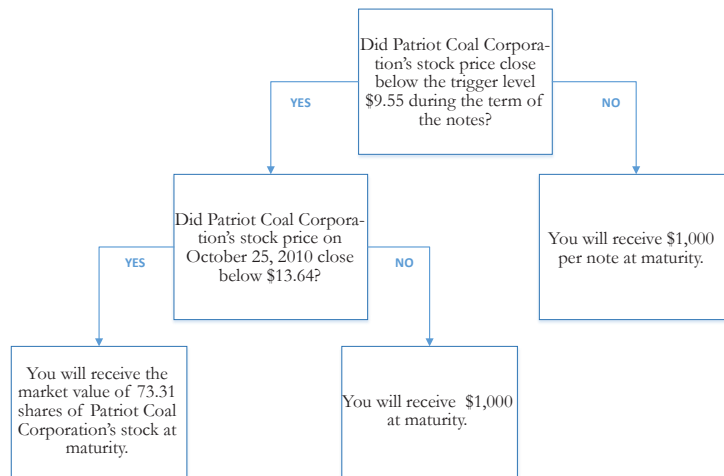 Did Patriot Coal Corpora-
tion’s stock price close
below the trigger level
$9.55 during the term of
the notes?
YES
NO
Did Patriot Coal Corpora-
tion’s stock price on
October 25, 2010 close
below $13.64?
You will receive $1,000
per note at maturity.
YES
NO
You will receive the
market value of 73.31
shares of Patriot Coal
Corporation’s stock at
maturity.
You will receive $1,000
at maturity.